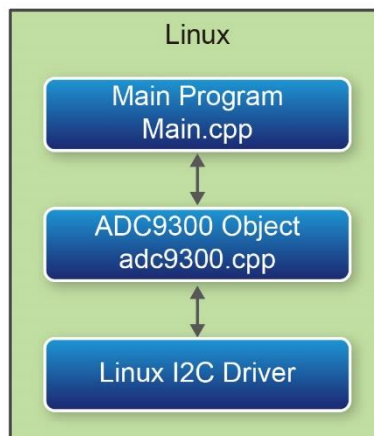 Linux
Main Program
Main.cpp
ADC9300 Object
adc9300.cpp
Linux I2C Driver